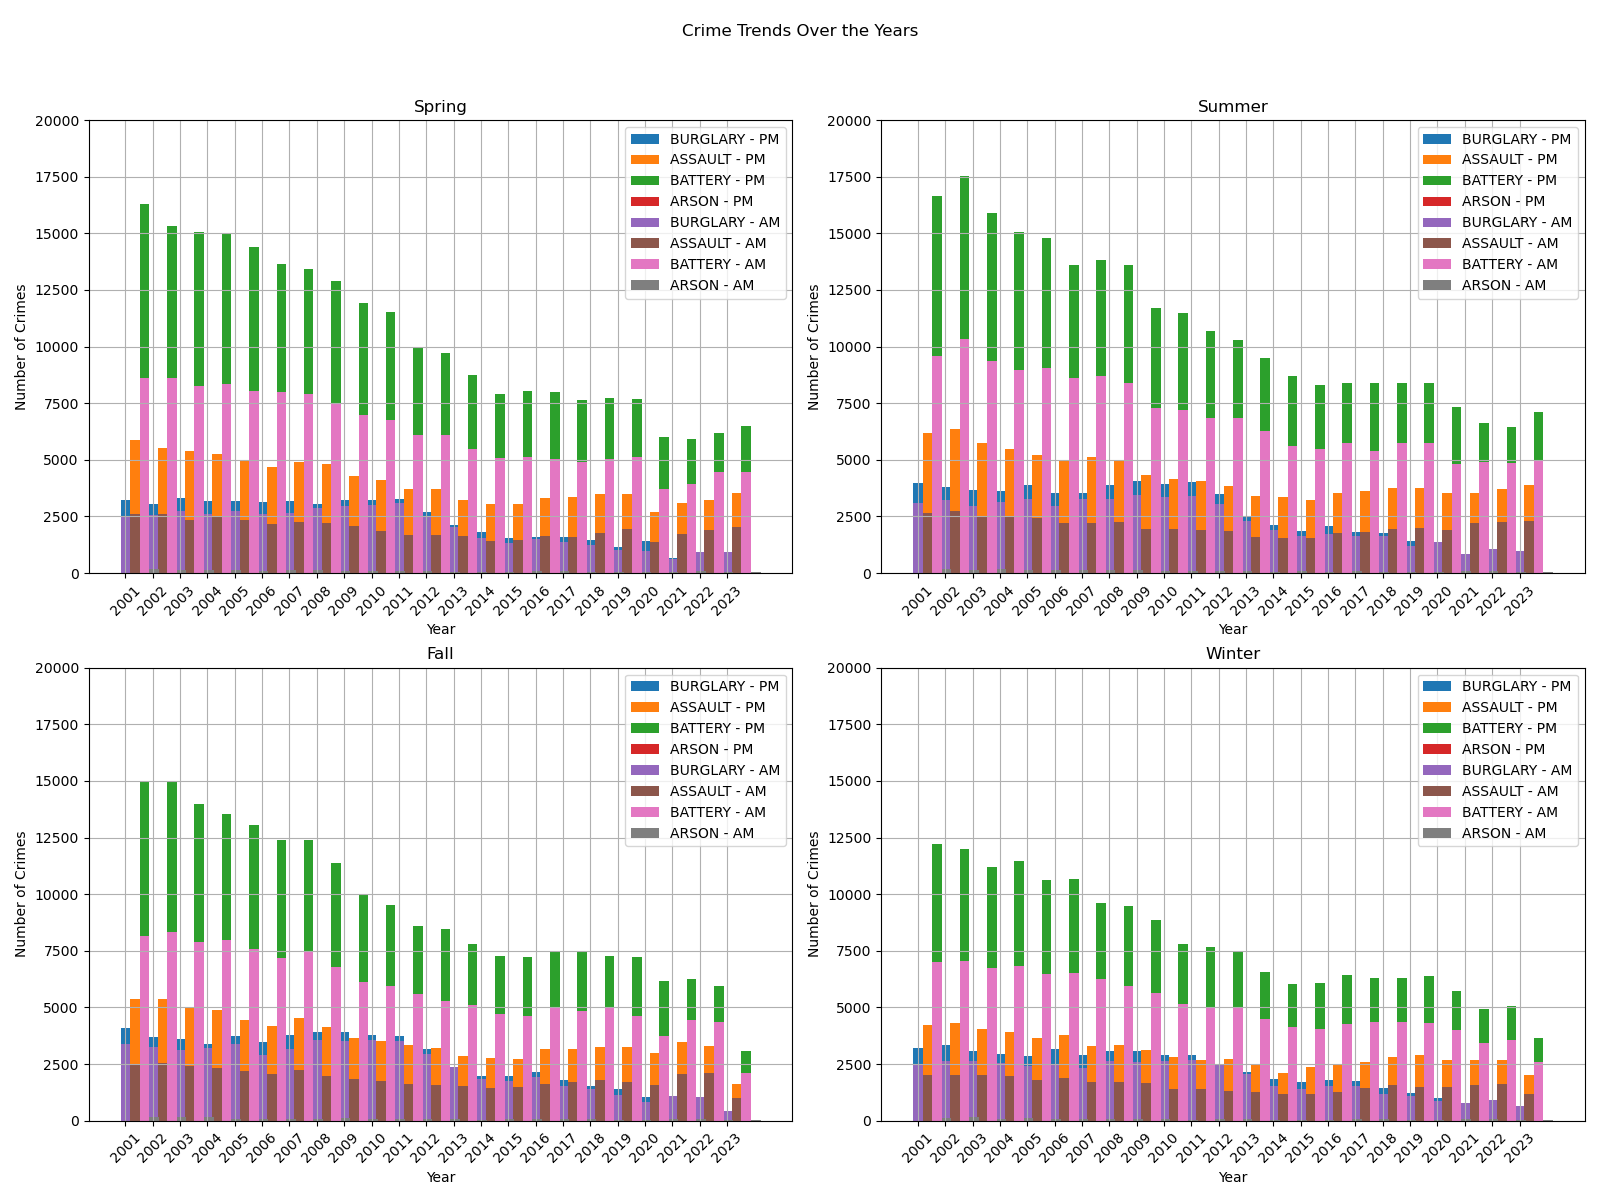 Crime Trends Over the Years
Spring
Number of Crimes
20000
17500
15000
12500
10000
7500
5000
2500
0
BURGLARY - PM
ASSAULT - PM
BATTERY - PM
ARSON - PM
BURGLARY - AM
ASSAULT - AM
BATTERY - AM
ARSON - AM
2001 2002 2003 2004 2005 2006 2007 2008 2009 2010 2011 2012 2013 2014 2015 2016 2017 2018 2019 2020 2021 2022 2023
Year
Summer
Number of Crimes
20000
17500
15000
12500
10000
7500
5000
2500
0
BURGLARY - PM
ASSAULT - PM
BATTERY - PM
ARSON - PM
BURGLARY - AM
ASSAULT - AM
BATTERY - AM
ARSON - AM
2001 2002 2003 2004 2005 2006 2007 2008 2009 2010 2011 2012 2013 2014 2015 2016 2017 2018 2019 2020 2021 2022 2023
Year
Fall
Number of Crimes
20000
17500
15000
12500
10000
7500
5000
2500
0
BURGLARY - PM
ASSAULT - PM
BATTERY - PM
ARSON - PM
BURGLARY - AM
ASSAULT - AM
BATTERY - AM
ARSON - AM
2001 2002 2003 2004 2005 2006 2007 2008 2009 2010 2011 2012 2013 2014 2015 2016 2017 2018 2019 2020 2021 2022 2023
Year
Winter
Number of Crimes
20000
17500
15000
12500
10000
7500
5000
2500
0
BURGLARY - PM
ASSAULT - PM
BATTERY - PM
ARSON - PM
BURGLARY - AM
ASSAULT - AM
BATTERY - AM
ARSON - AM
2001 2002 2003 2004 2005 2006 2007 2008 2009 2010 2011 2012 2013 2014 2015 2016 2017 2018 2019 2020 2021 2022 2023
Year